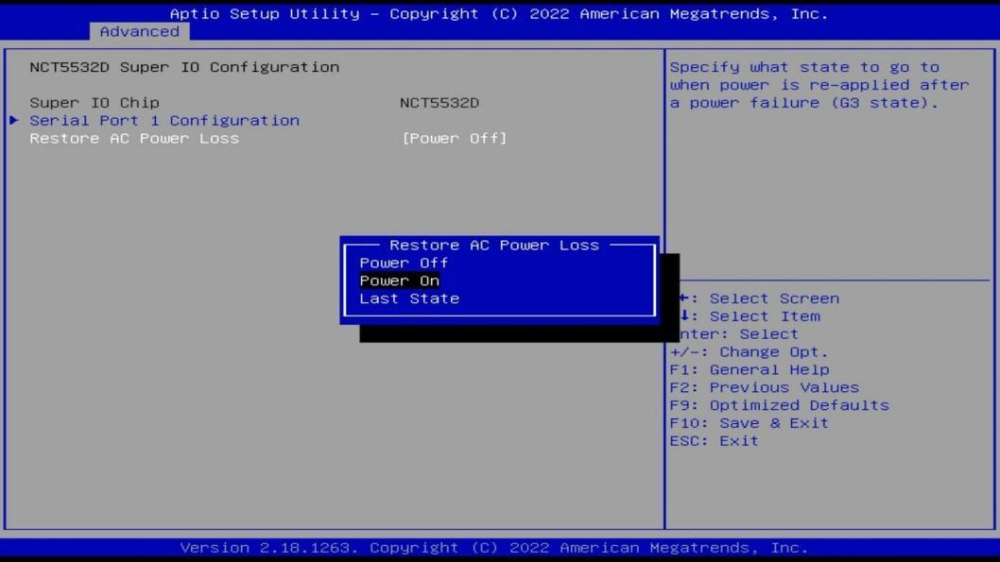 Aptio Setup Utility – Copyright (C) 2022 American Megatrends, Inc.
Advanced
NCT5532D Super IO Configuration
Super IO Chip NCT5532D
Serial Port 1 Configuration
Restore AC Power Loss [Power Off]
Restore AC Power Loss
Power Off
Power On
Last State
Specify what state to go to
when power is re-applied after
a power failure (G3 state).
: Select Screen
: Select Item
nter: Select
+/-: Change Opt.
F1: General Help
F2: Previous Values
F9: Optimized Defaults
F10: Save & Exit
ESC: Exit
Version 2.18.1263. Copyright (C) 2022 American Megatrends, Inc.